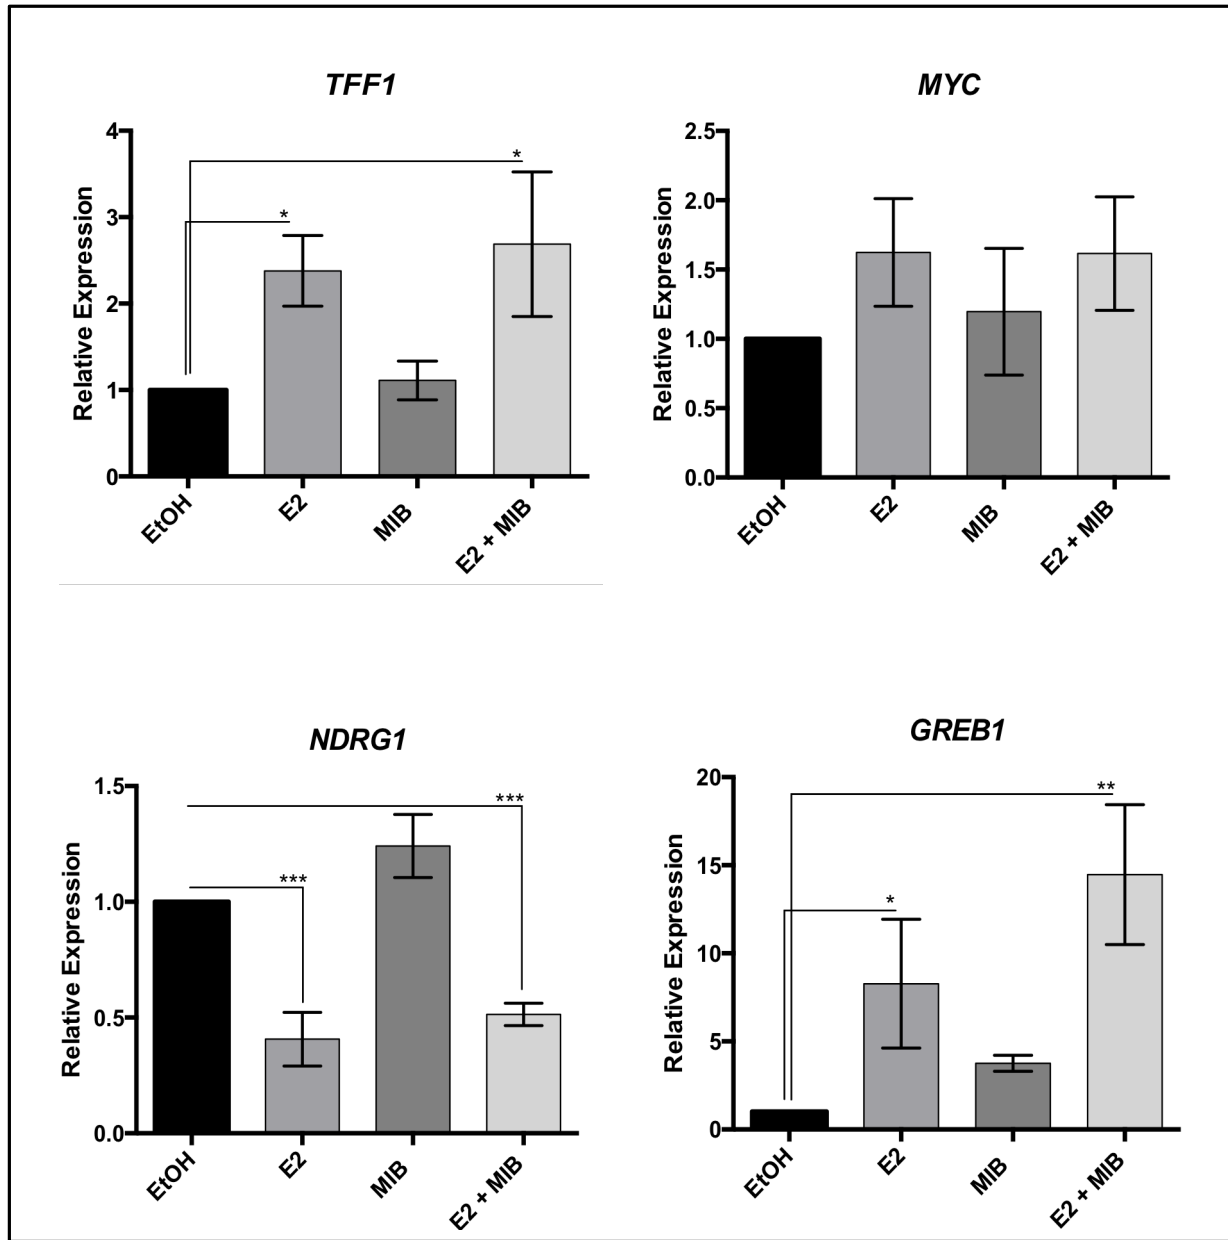 TFF1
Relative Expression
4
3
2
1
0
*
*
EtOH
E2
MIB
E2 + MIB
MYC
Relative Expression
2.5
2.0
1.5
1.0
0.5
0.0
EtOH
E2
MIB
E2 + MIB
NDRG1
Relative Expression
1.5
1.0
0.5
0.0
***
***
EtOH
E2
MIB
E2 + MIB
GREB1
Relative Expression
20
15
10
5
0
**
*
EtOH
E2
MIB
E2 + MIB